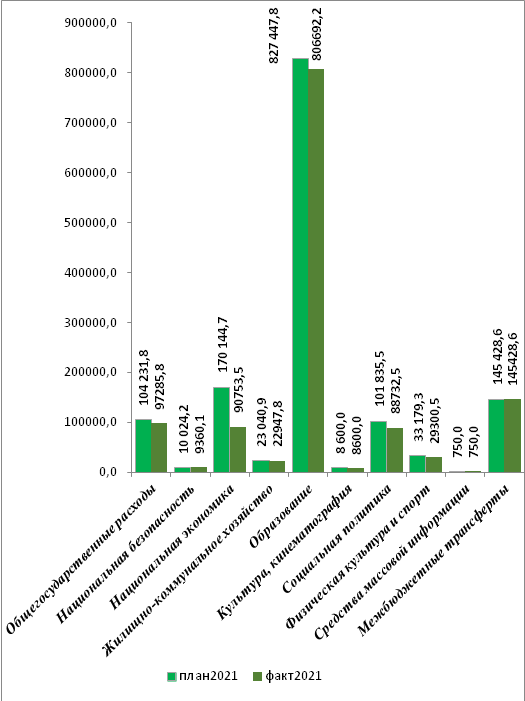 900000,0
800000,0
700000,0
600000,0
500000,0
400000,0
300000,0
200000,0
100000,0
0,0
104 231,8
97285,8
10 024,2
9360,1
170 144,7
90753,5
23 040,9
22947,8
827 447,8
806692,2
8 600,0
8600,0
101 835,5
88732,5
33 179,3
29300,5
750,0
750,0
145 428,6
145428,6
Общегосударственные расходы
Национальная безопасность
Национальная экономика
Жилищно-коммунальное хозяйство
Образование
Культура, кинематография
Социальная политика
Физическая культура и спорт
Средства массовой информации
Межбюджетные трансферты
план2021
факт2021